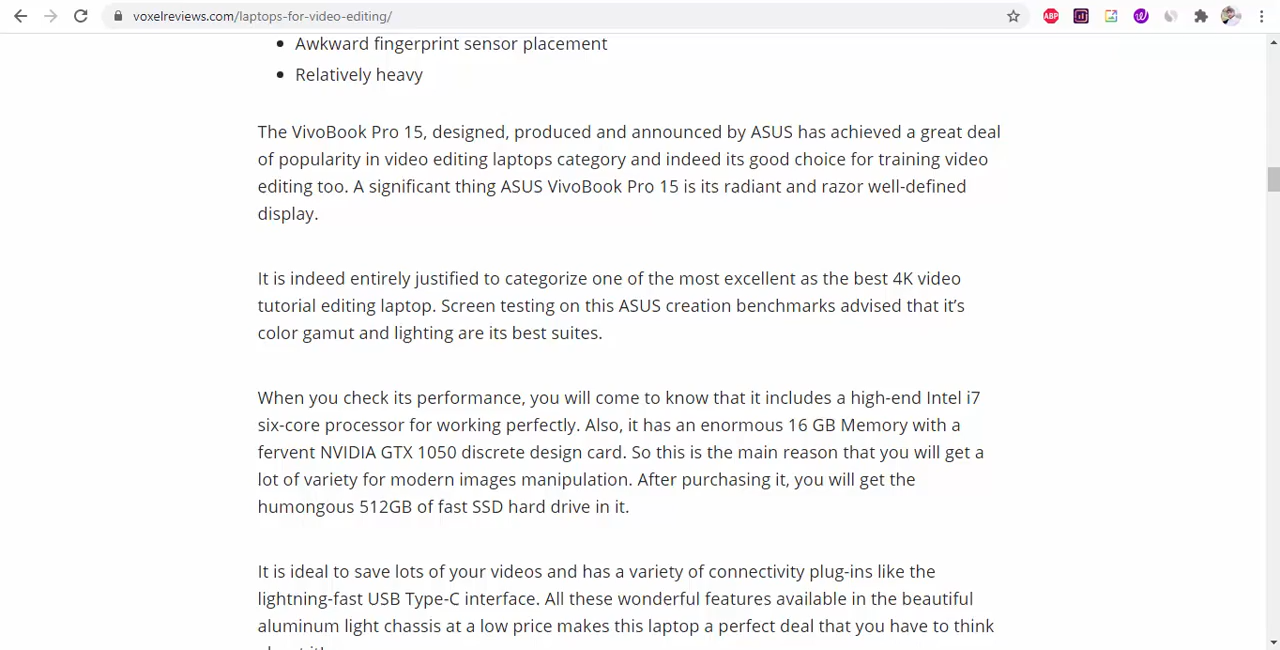 voxelreviews.com/laptops-for-video-editing/
ABP
Awkward fingerprint sensor placement
Relatively heavy
The VivoBook Pro 15, designed, produced and announced by ASUS has achieved a great deal
of popularity in video editing laptops category and indeed its good choice for training video
editing too. A significant thing ASUS VivoBook Pro 15 is its radiant and razor well-defined
display.
It is indeed entirely justified to categorize one of the most excellent as the best 4K video
tutorial editing laptop. Screen testing on this ASUS creation benchmarks advised that it’s
color gamut and lighting are its best suites.
When you check its performance, you will come to know that it includes a high-end Intel i7
six-core processor for working perfectly. Also, it has an enormous 16 GB Memory with a
fervent NVIDIA GTX 1050 discrete design card. So this is the main reason that you will get a
lot of variety for modern images manipulation. After purchasing it, you will get the
humongous 512GB of fast SSD hard drive in it.
It is ideal to save lots of your videos and has a variety of connectivity plug-ins like the
lightning-fast USB Type-C interface. All these wonderful features available in the beautiful
aluminum light chassis at a low price makes this laptop a perfect deal that you have to think